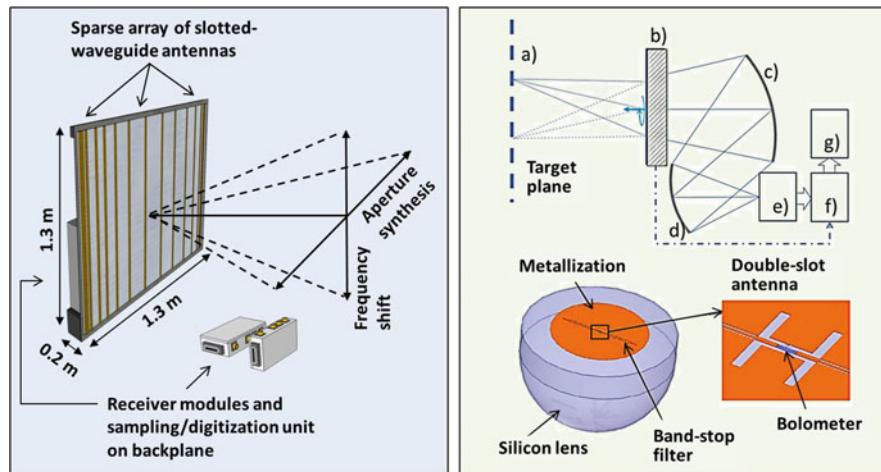 Sparse array of slotted-
waveguide antennas
1.3 m
0.2 m
1.3 m
Aperture
synthesis
Frequency
shift
Receiver modules and
sampling/digitization unit
on backplane
a)
b)
c)
g)
Target
plane
d)
e)
f)
Metallization
Double-slot
antenna
Silicon lens
Band-stop
filter
Bolometer